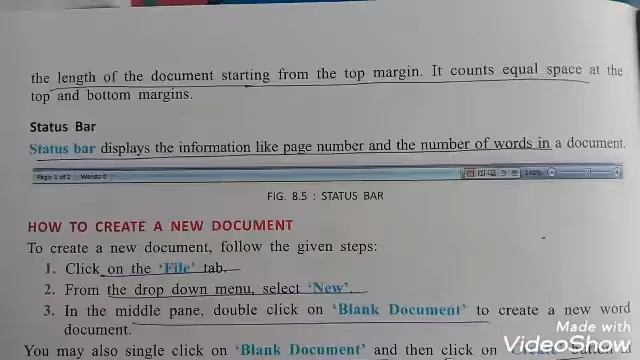 the length of the document starting from the top margin. It counts equal space at the
top and bottom margins.
Status Bar
Status bar displays the information like page number and the number of words in a document.
Page: 1 of 1 Words: 0 148%
FIG. 8.5 : STATUS BAR
HOW TO CREATE A NEW DOCUMENT
To create a new document, follow the given steps:
1. Click on the 'File' tab.
2. From the drop down menu, select 'New'.
3. In the middle pane, double click on 'Blank Document' to create a new word
document.
You may also single click on 'Blank Document' and then click on
Made with
VideoShow